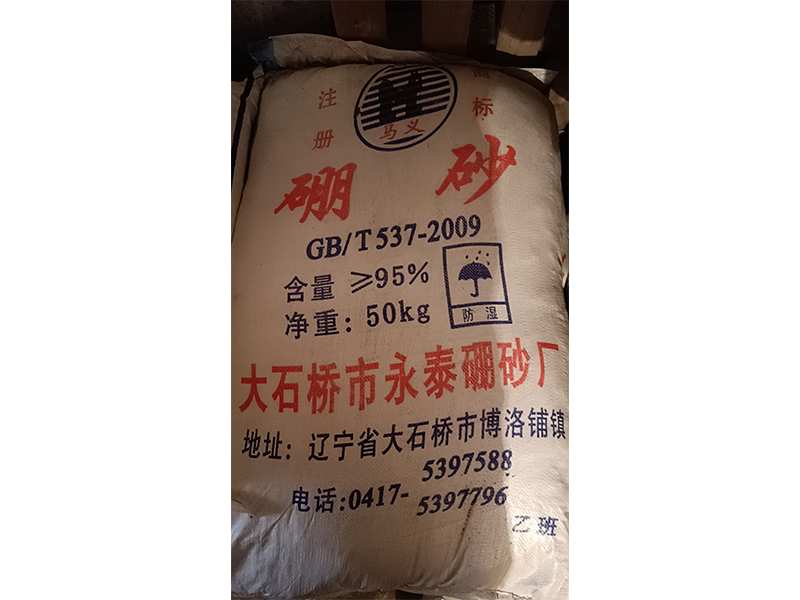 注册 商标
马义
硼砂
GB/T 537-2009
含量 ≥95%
净重: 50kg
防湿
大石桥市永泰硼砂厂
地址: 辽宁省大石桥市博洛铺镇
电话:0417- 5397588
5397796
乙班